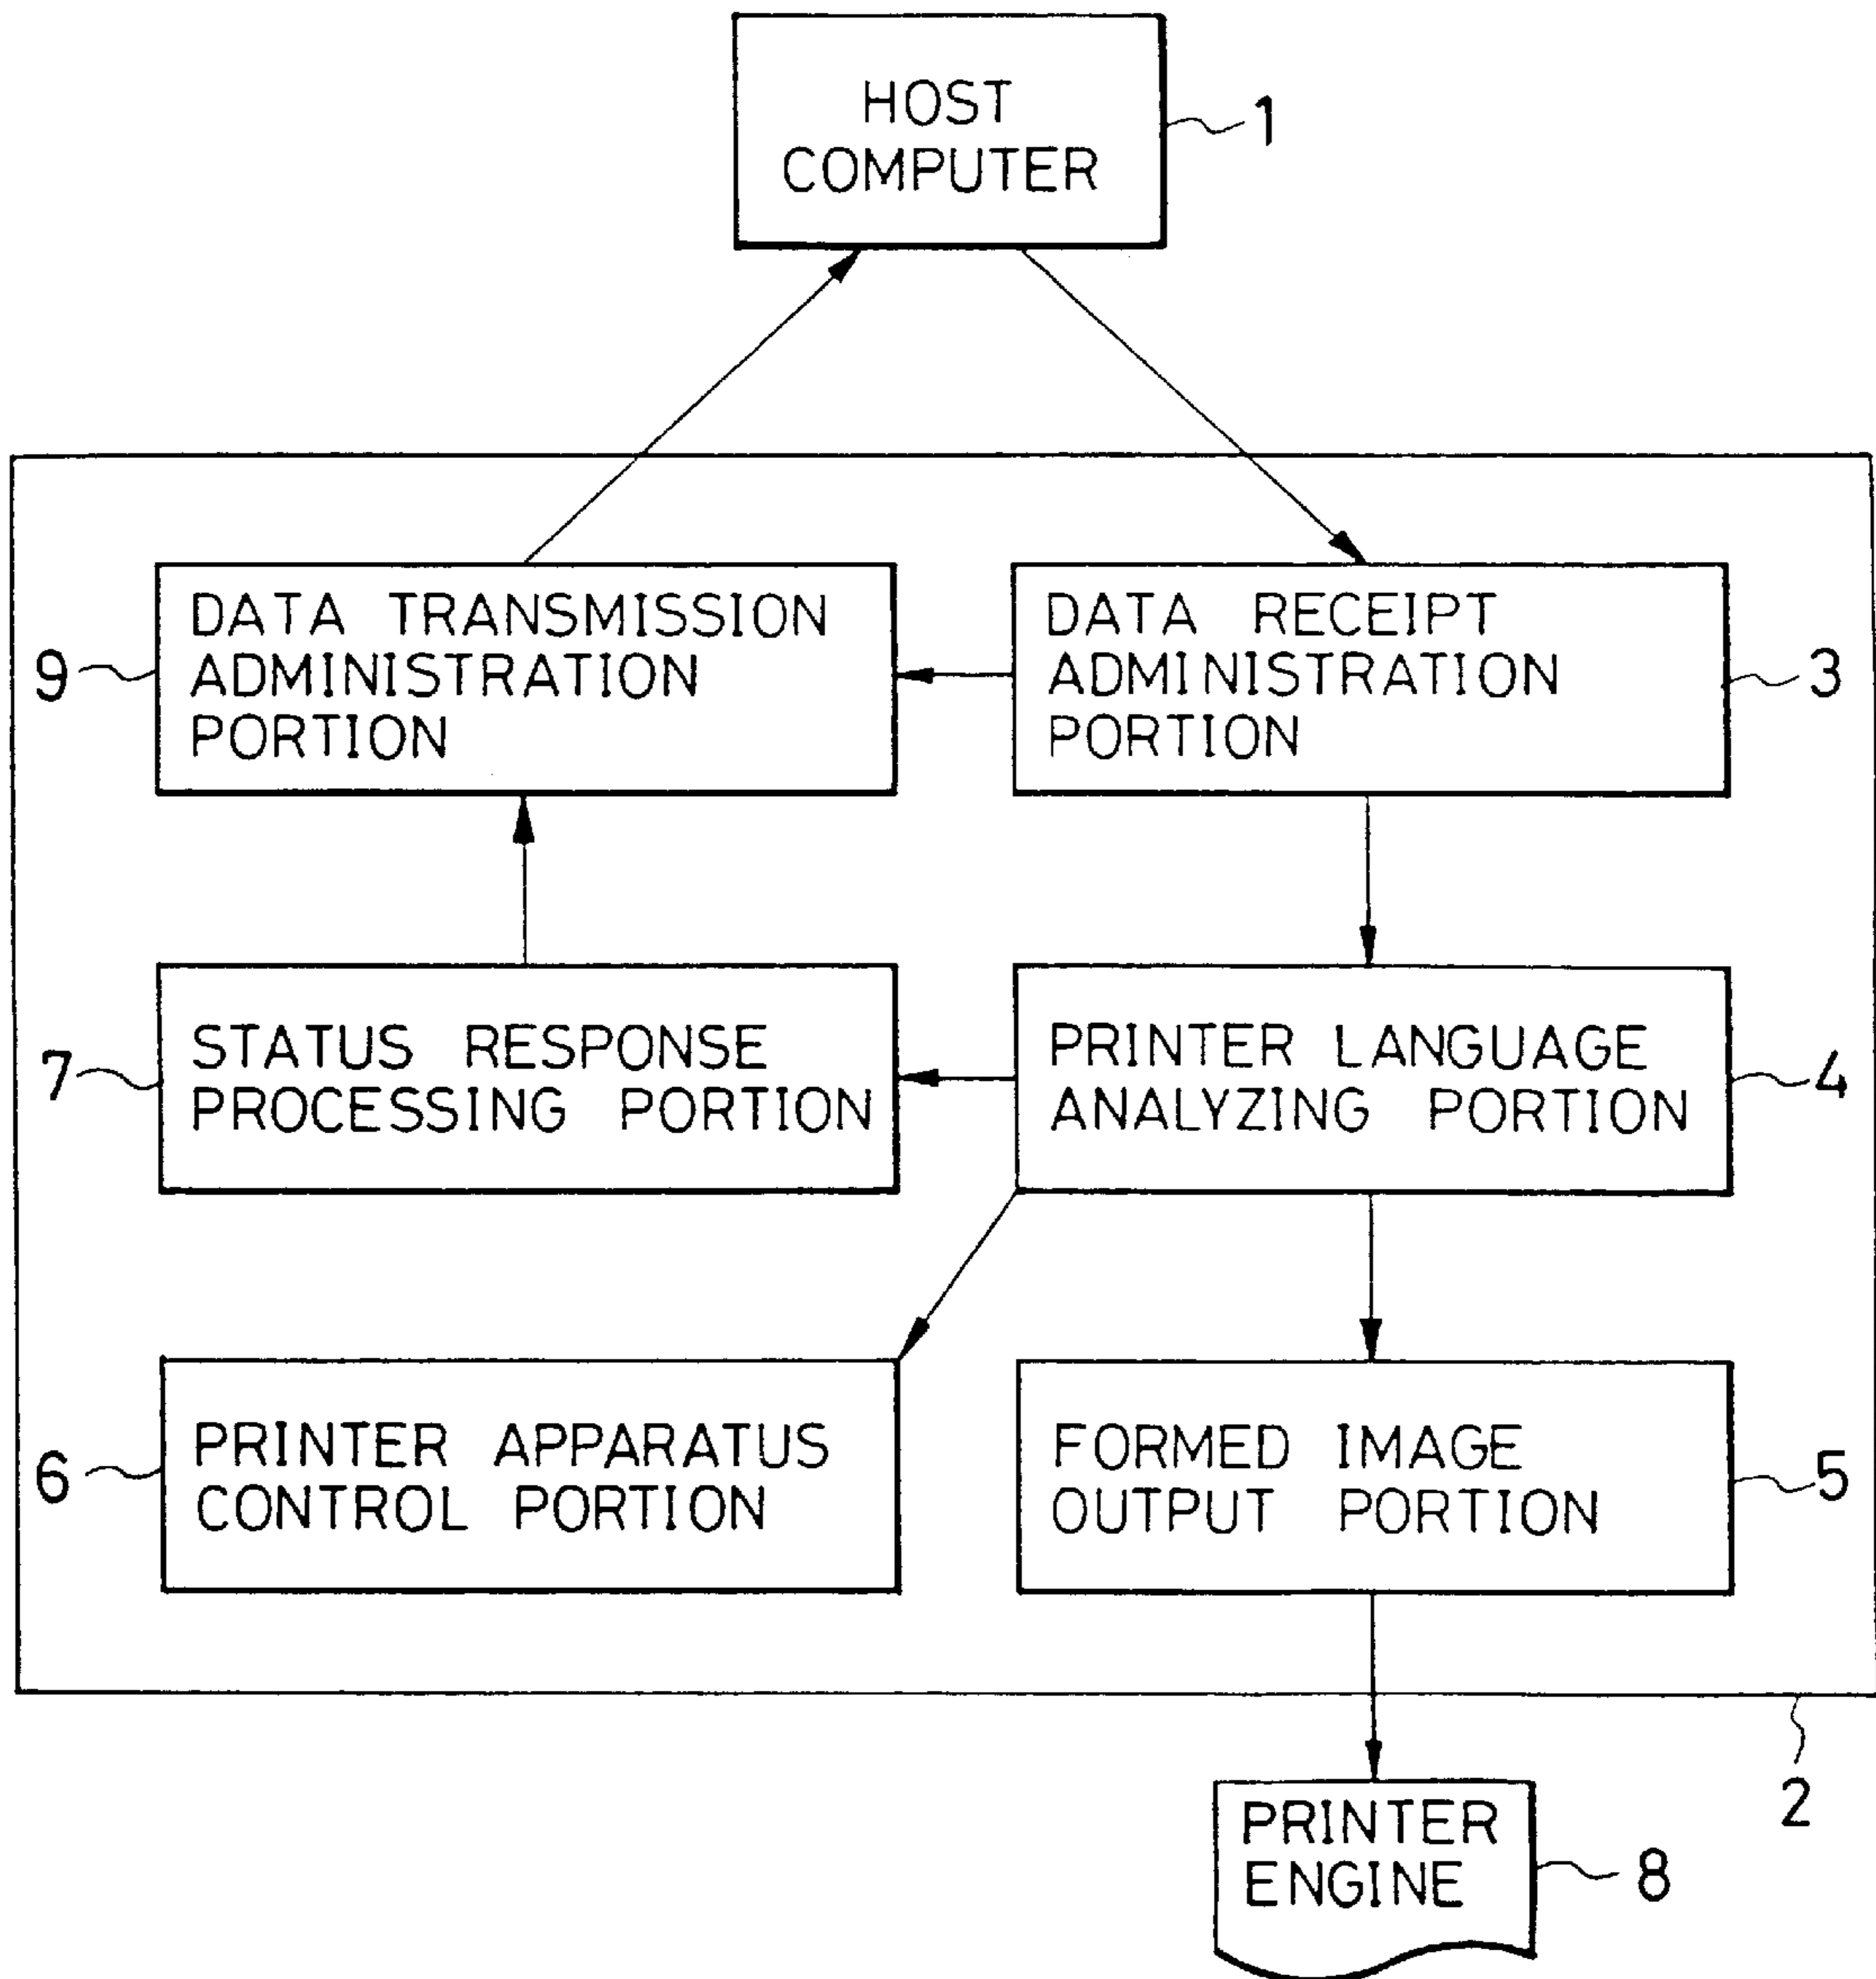 HOST
COMPUTER
1
DATA TRANSMISSION
ADMINISTRATION
PORTION
9
DATA RECEIPT
ADMINISTRATION
PORTION
3
STATUS RESPONSE
PROCESSING PORTION
7
PRINTER LANGUAGE
ANALYZING PORTION
4
PRINTER APPARATUS
CONTROL PORTION
6
FORMED IMAGE
OUTPUT PORTION
5
2
PRINTER
ENGINE
8